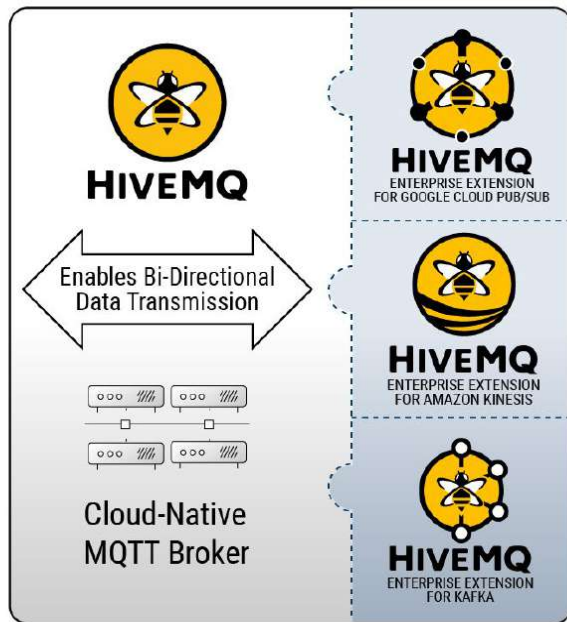 HIVEMQ
Enables Bi-Directional
Data Transmission
Cloud-Native
MQTT Broker
HIVEMQ
ENTERPRISE EXTENSION
FOR GOOGLE CLOUD PUB/SUB
HIVEMQ
ENTERPRISE EXTENSION
FOR AMAZON KINESIS
HIVEMQ
ENTERPRISE EXTENSION
FOR KAFKA